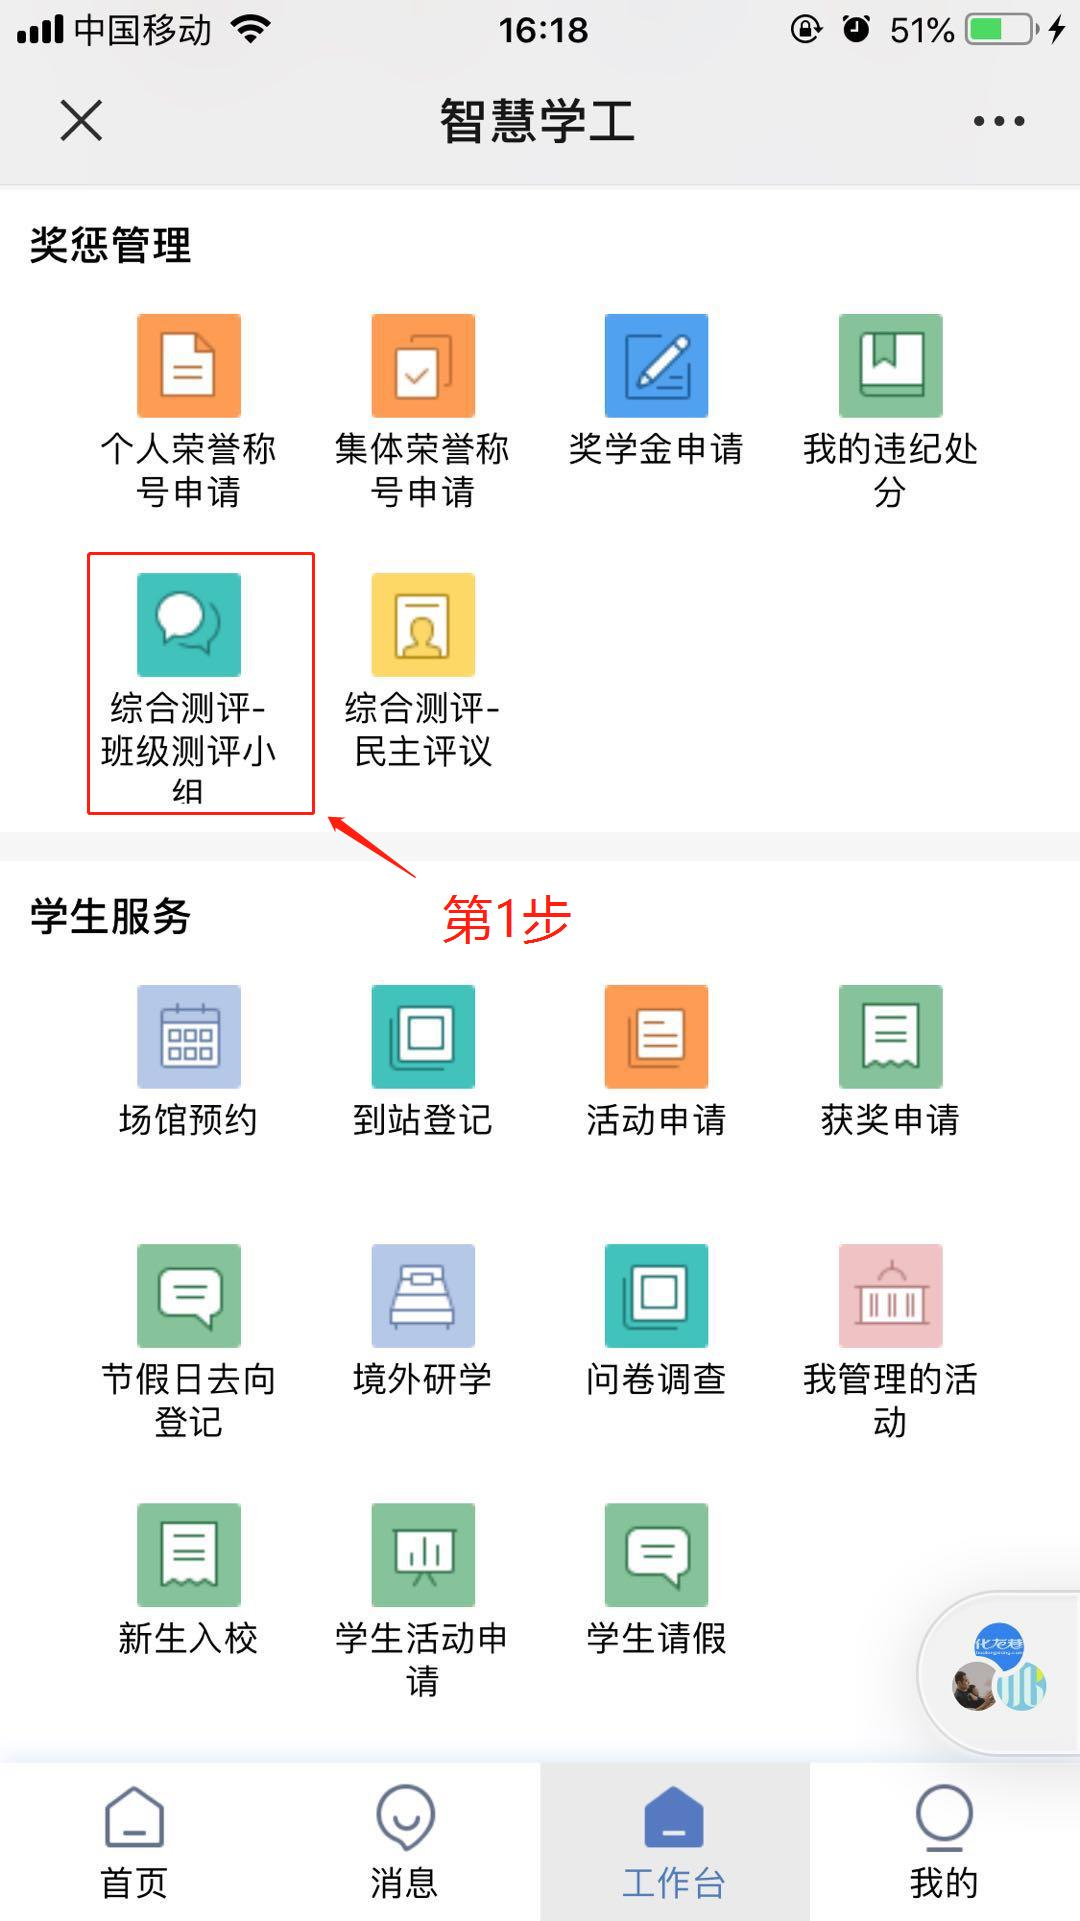 中国移动 16:18 51%
智慧学工
奖惩管理
个人荣誉称
号申请
集体荣誉称
号申请
奖学金申请
我的违纪处
分
综合测评-
班级测评小
组
综合测评-
民主评议
第1步
学生服务
场馆预约
到站登记
活动申请
获奖申请
节假日去向
登记
境外研学
问卷调查
我管理的活
动
新生入校
学生活动申
请
学生请假
化龙巷
首页
消息
工作台
我的